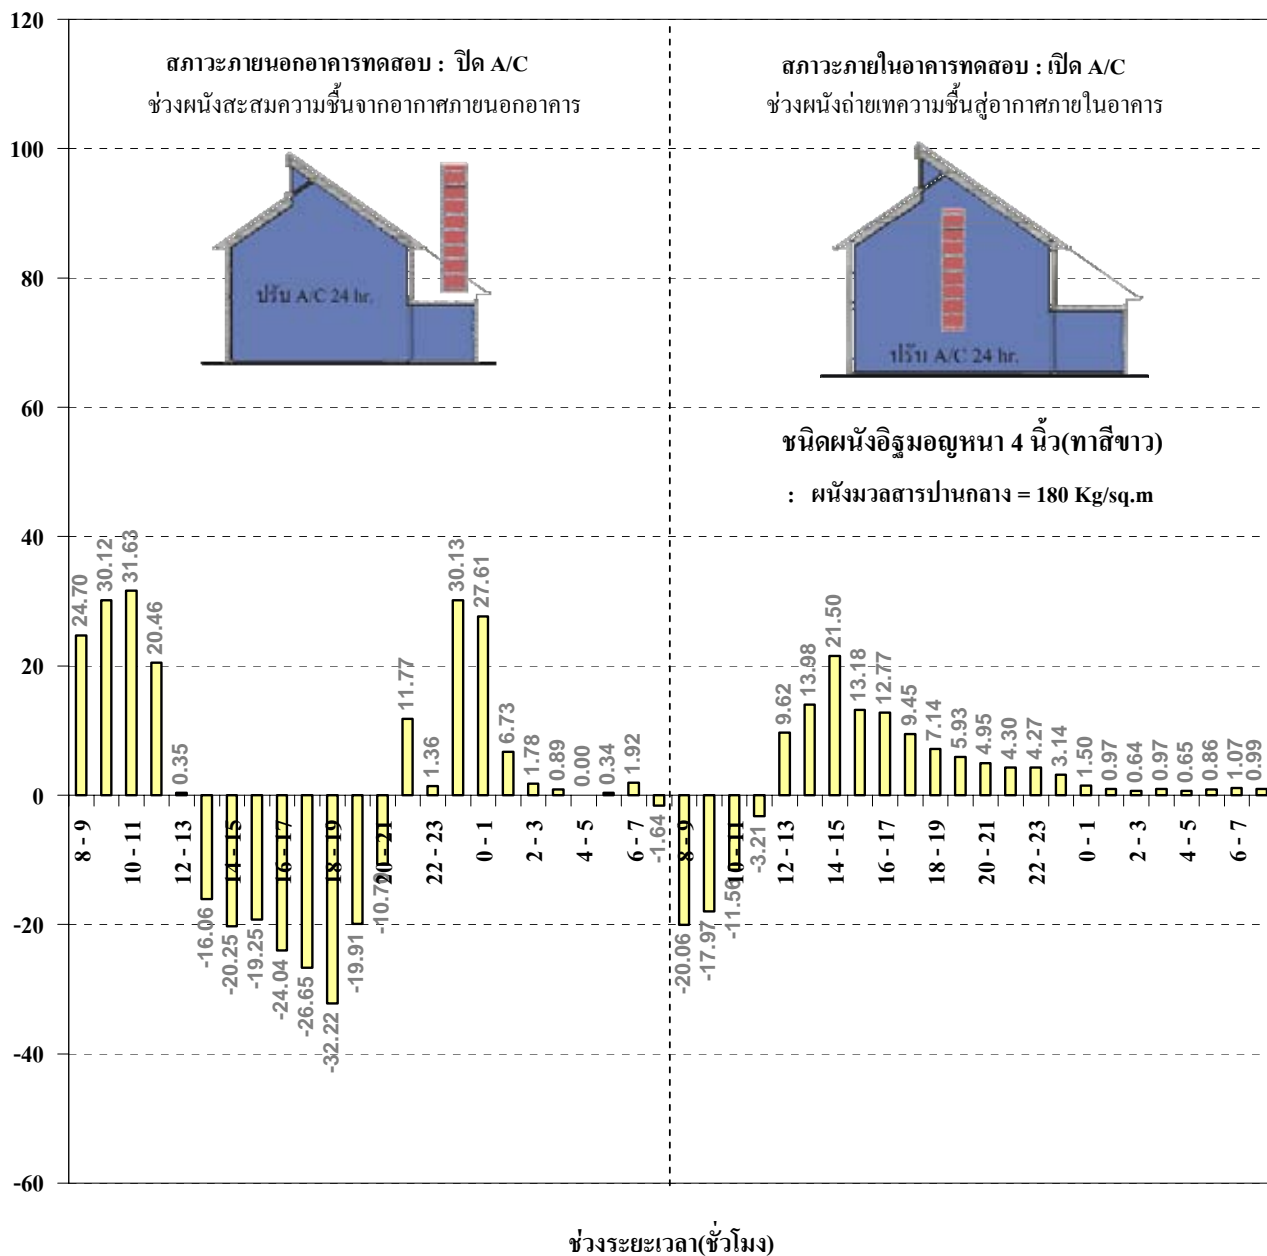 120
100
80
60
40
20
0
-20
-40
-60
สภาวะภายนอกอาคารทดสอบ : ปิด A/C
ช่วงผนังสะสมความชื้นจากอากาศภายนอกอาคาร
ปรับ A/C 24 hr.
สภาวะภายในอาคารทดสอบ : เปิด A/C
ช่วงผนังถ่ายเทความชื้นสู่อากาศภายในอาคาร
ปรับ A/C 24 hr.
ชนิดผนังอิฐมอญหนา 4 นิ้ว(ทาสีขาว)
: ผนังมวลสารปานกลาง = 180 Kg/sq.m
24.70
30.12
31.63
20.46
0.35
-16.06
-20.25
-19.25
-24.04
-26.65
-32.22
-19.91
11.77
1.36
30.13
27.61
6.73
1.78
0.89
0.00
0.34
1.92
-1.64
-20.06
-17.97
-11.56
-3.21
9.62
13.98
21.50
13.18
12.77
9.45
7.14
5.93
4.95
4.30
4.27
3.14
1.50
0.97
0.64
0.97
0.65
0.86
1.07
0.99
8 - 9
10 - 11
12 - 13
14 - 15
16 - 17
18 - 19
20 - 21
22 - 23
0 - 1
2 - 3
4 - 5
6 - 7
8 - 9
10 - 11
12 - 13
14 - 15
16 - 17
18 - 19
20 - 21
22 - 23
0 - 1
2 - 3
4 - 5
6 - 7
ช่วงระยะเวลา(ชั่วโมง)